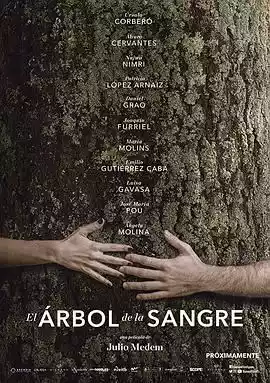 Úrsula
CORBERÓ
Álvaro
CERVANTES
Najwa
NIMRI
Patricia
LÓPEZ ARNAIZ
Daniel
GRAO
Joaquín
FURRIEL
María
MOLINS
Emilio
GUTIÉRREZ CABA
Luisa
GAVASA
José María
POU
Ángela
MOLINA
El ÁRBOL de la SANGRE
una película de
Julio Medem
PRÓXIMAMENTE